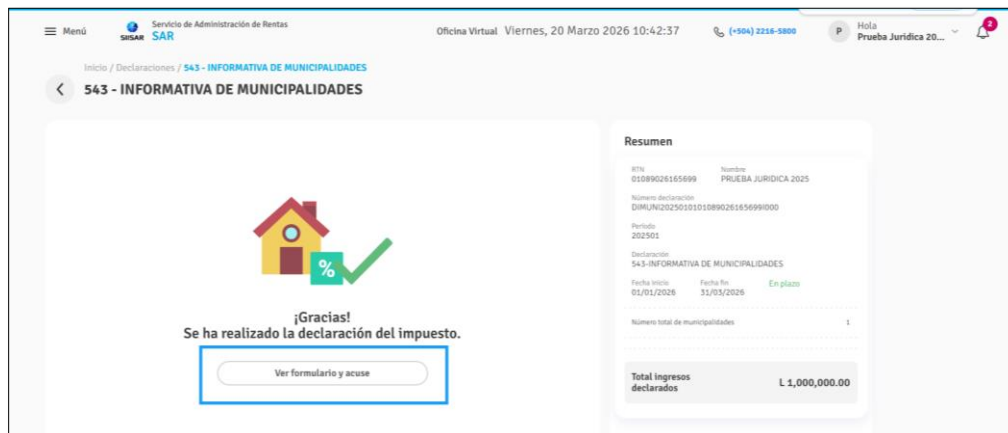 Menú
SIISAR
Servicio de Administración de Rentas
SAR
Oficina Virtual Viernes, 20 Marzo 2026 10:42:37
(+504) 2216-5800
P
Hola
Prueba Juridica 20...
2
Inicio / Declaraciones / 543 - INFORMATIVA DE MUNICIPALIDADES
543 - INFORMATIVA DE MUNICIPALIDADES
%
¡Gracias!
Se ha realizado la declaración del impuesto.
Ver formulario y acuse
Resumen
RTN Nombre
01089026165699 PRUEBA JURIDICA 2025
Número declaración
DIMUNI2025010101089026165699I000
Período
202501
Declaración
543-INFORMATIVA DE MUNICIPALIDADES
Fecha inicio Fecha fin En plazo
01/01/2026 31/03/2026
Número total de municipalidades 1
Total ingresos
declarados L 1,000,000.00